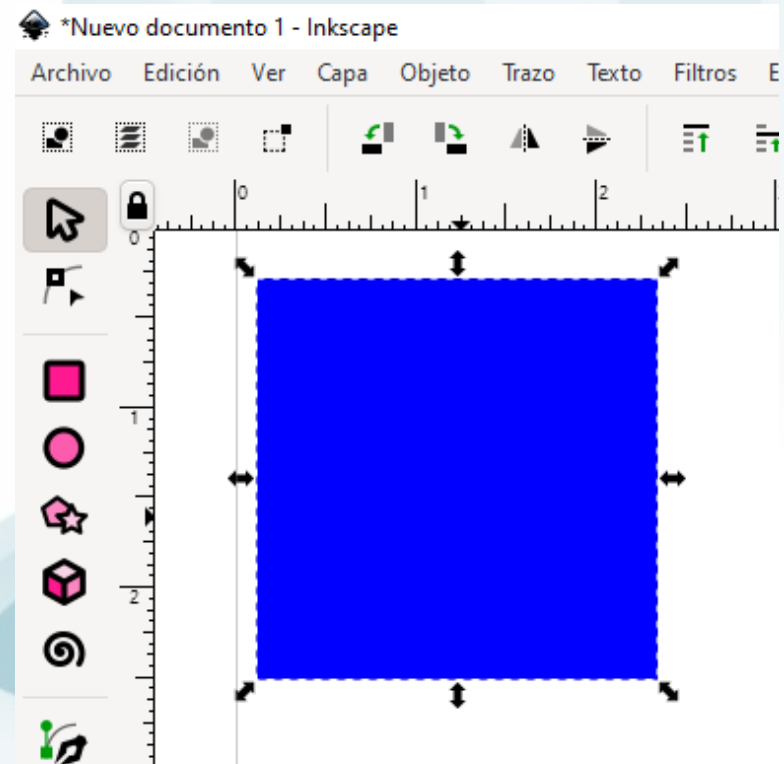 *Nuevo documento 1 - Inkscape
Archivo Edición Ver Capa Objeto Trazo Texto Filtros E
0 1 2
0
1
2